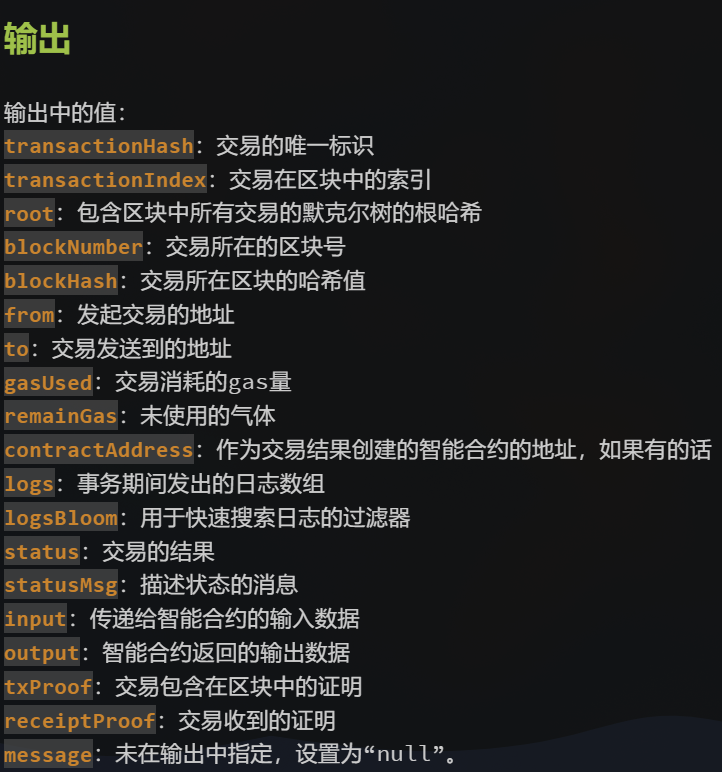 输出
输出中的值：
transactionHash：交易的唯一标识
transactionIndex：交易在区块中的索引
root：包含区块中所有交易的默克尔树的根哈希
blockNumber：交易所在的区块号
blockHash：交易所在区块的哈希值
from：发起交易的地址
to：交易发送到的地址
gasUsed：交易消耗的gas量
remainGas：未使用的气体
contractAddress：作为交易结果创建的智能合约的地址，如果有的话
logs：事务期间发出的日志数组
logsBloom：用于快速搜索日志的过滤器
status：交易的结果
statusMsg：描述状态的消息
input：传递给智能合约的输入数据
output：智能合约返回的输出数据
txProof：交易包含在区块中的证明
receiptProof：交易收到的证明
message：未在输出中指定，设置为“null”。